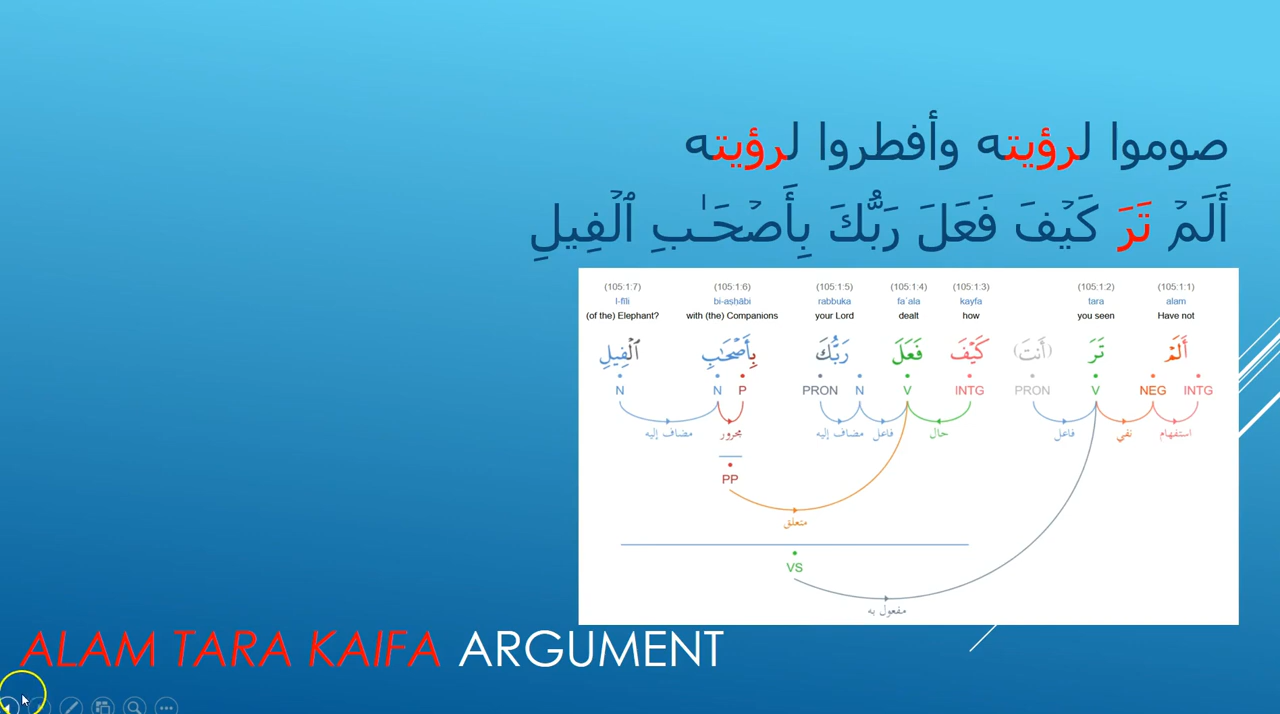 صوموا لرؤيته وأفطروا لرؤيته
أَلَمۡ تَرَ كَيۡفَ فَعَلَ رَبُّكَ بِأَصۡحَـٰبِ ٱلۡفِيلِ
(105:1:7) (105:1:6) (105:1:5) (105:1:4) (105:1:3) (105:1:2) (105:1:1)
l-fīli bi-aṣḥābi rabbuka faʿala kayfa tara alam
(of the) Elephant? with (the) Companions your Lord dealt how you seen Have not
أَلَمۡ تَرَ (أَنتَ) كَيۡفَ فَعَلَ رَبُّكَ بِأَصۡحَـٰبِ ٱلۡفِيلِ
N N P PRON N V INTG PRON V NEG INTG
استفهام نفي فاعل حال فاعل مضاف إليه مجرور مضاف إليه
PP
متعلق
VS
مفعول به
ALAM TARA KAIFA ARGUMENT